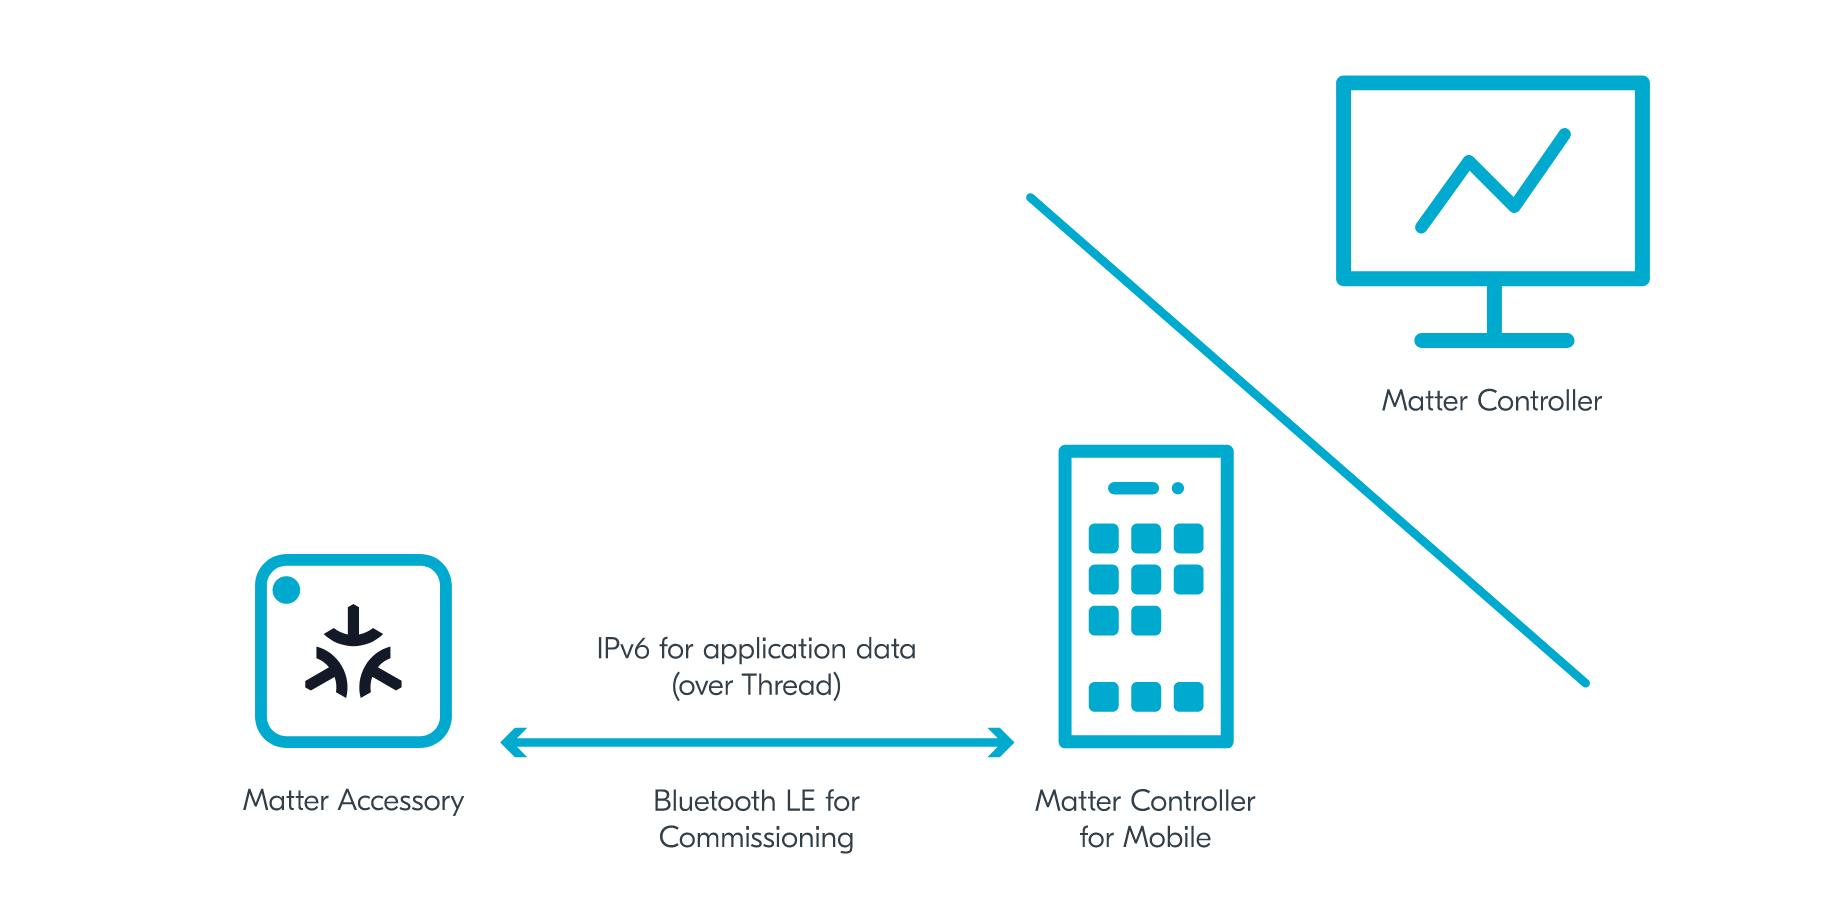 Matter Controller
IPv6 for application data
(over Thread)
Matter Accessory
Bluetooth LE for
Commissioning
Matter Controller
for Mobile